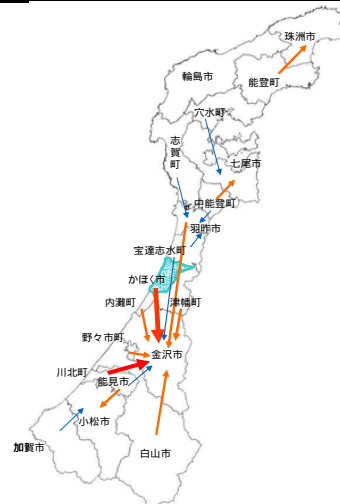 珠洲市
輪島市
能登町
穴水町
志賀町
七尾市
中能登町
羽咋市
宝達志水町
かほく市
内灘町
津幡町
野々市町
金沢市
川北町
能見市
小松市
加賀市
白山市